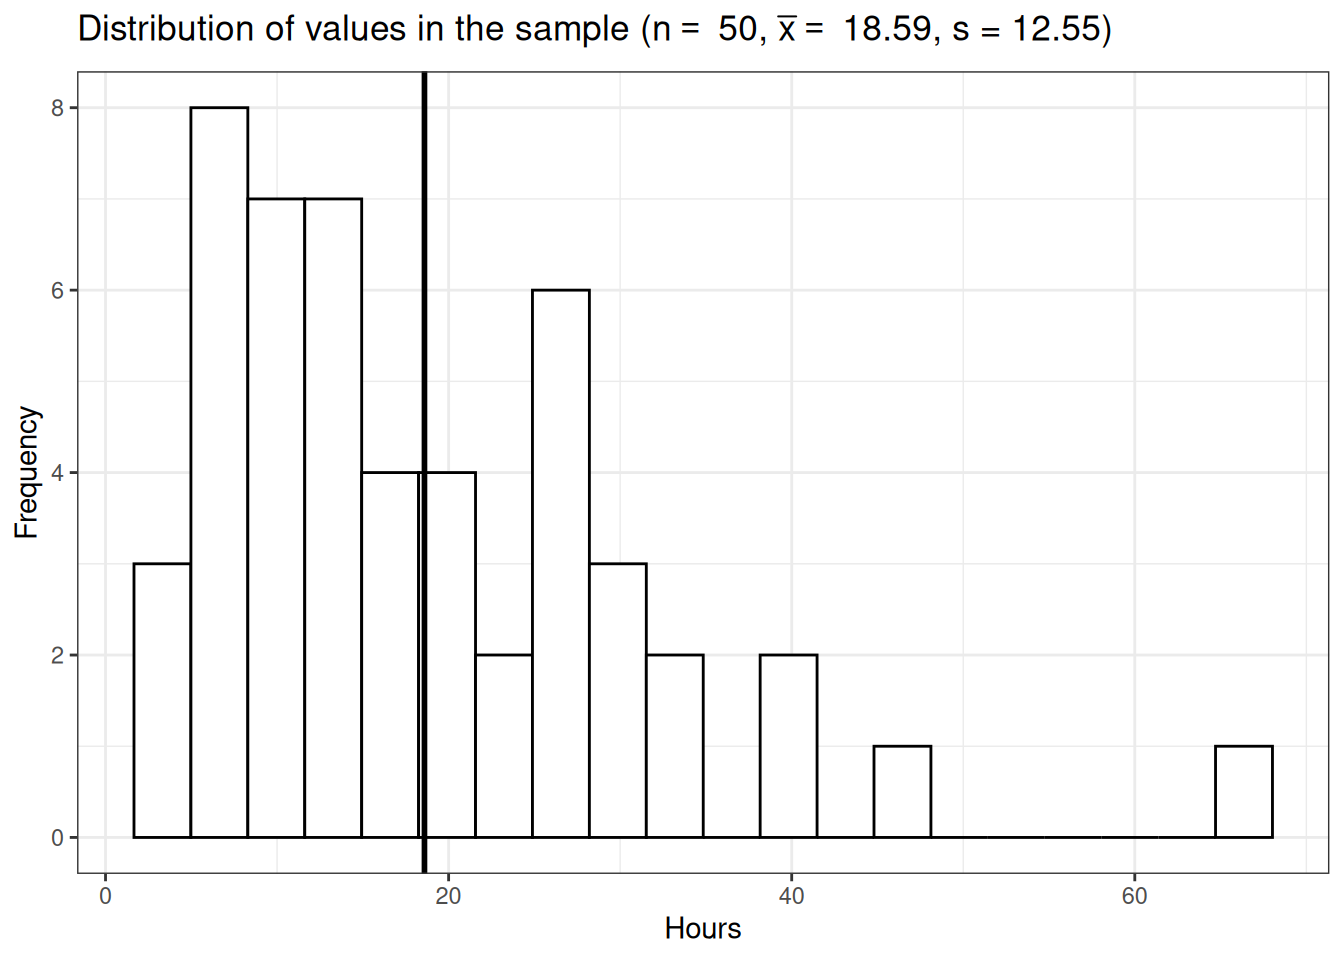 Distribution of values in the sample (n = 50, x̅ = 18.59, s = 12.55)
8
6
4
2
0
Frequency
0 20 40 60
Hours